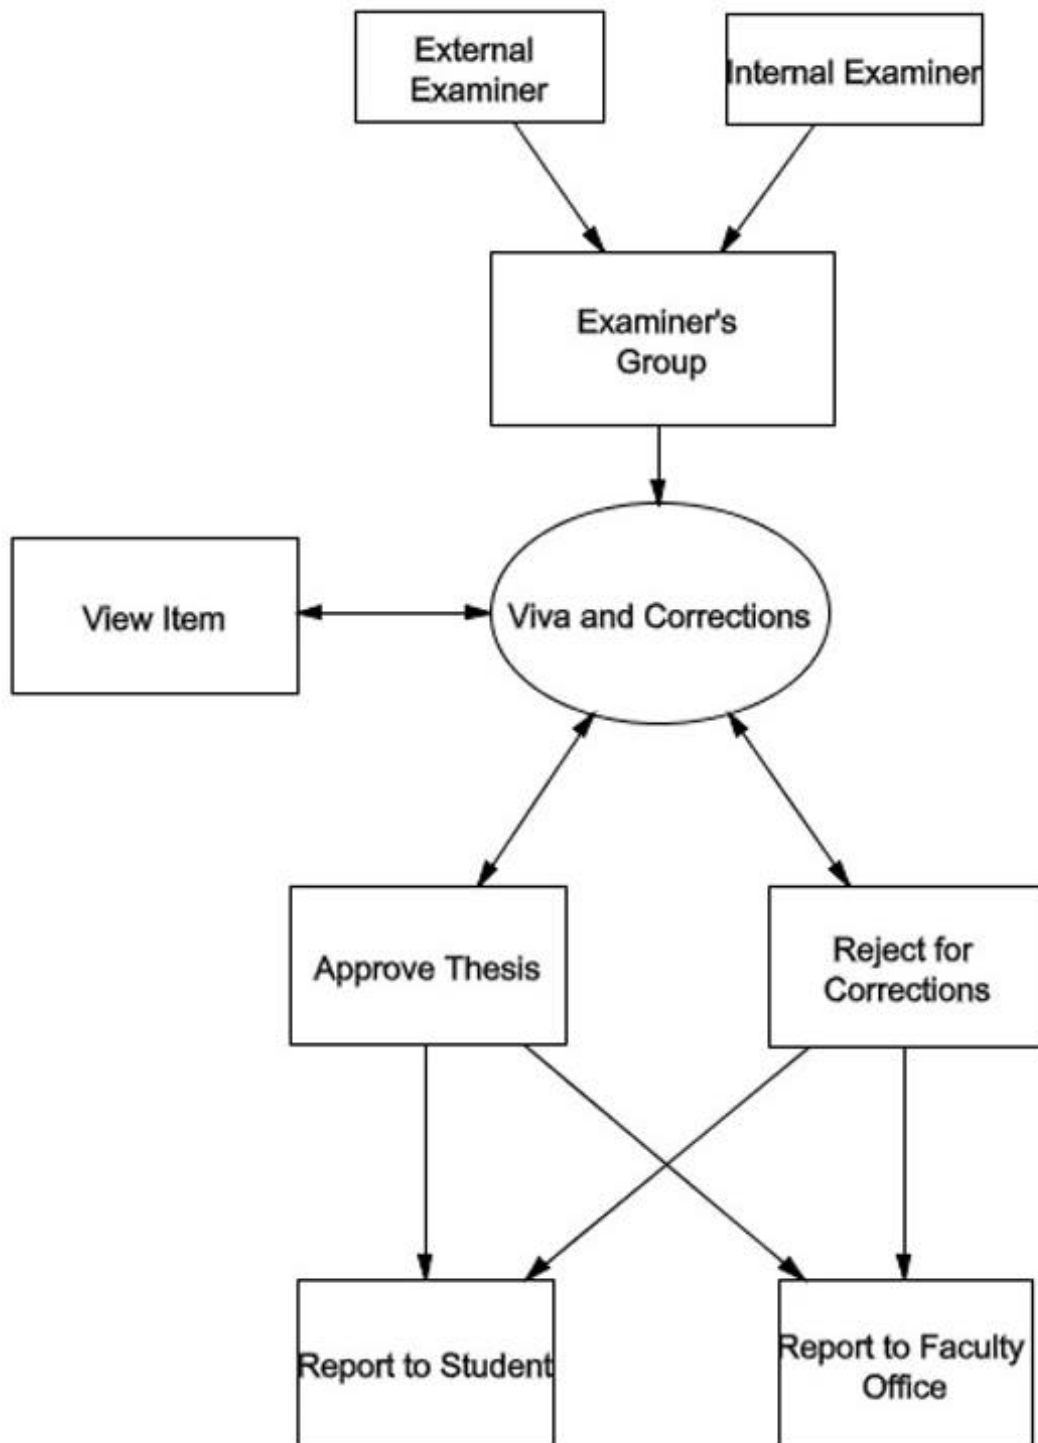 External
Examiner
Internal Examiner
Examiner's
Group
View Item
Viva and Corrections
Approve Thesis
Reject for
Corrections
Report to Student
Report to Faculty
Office